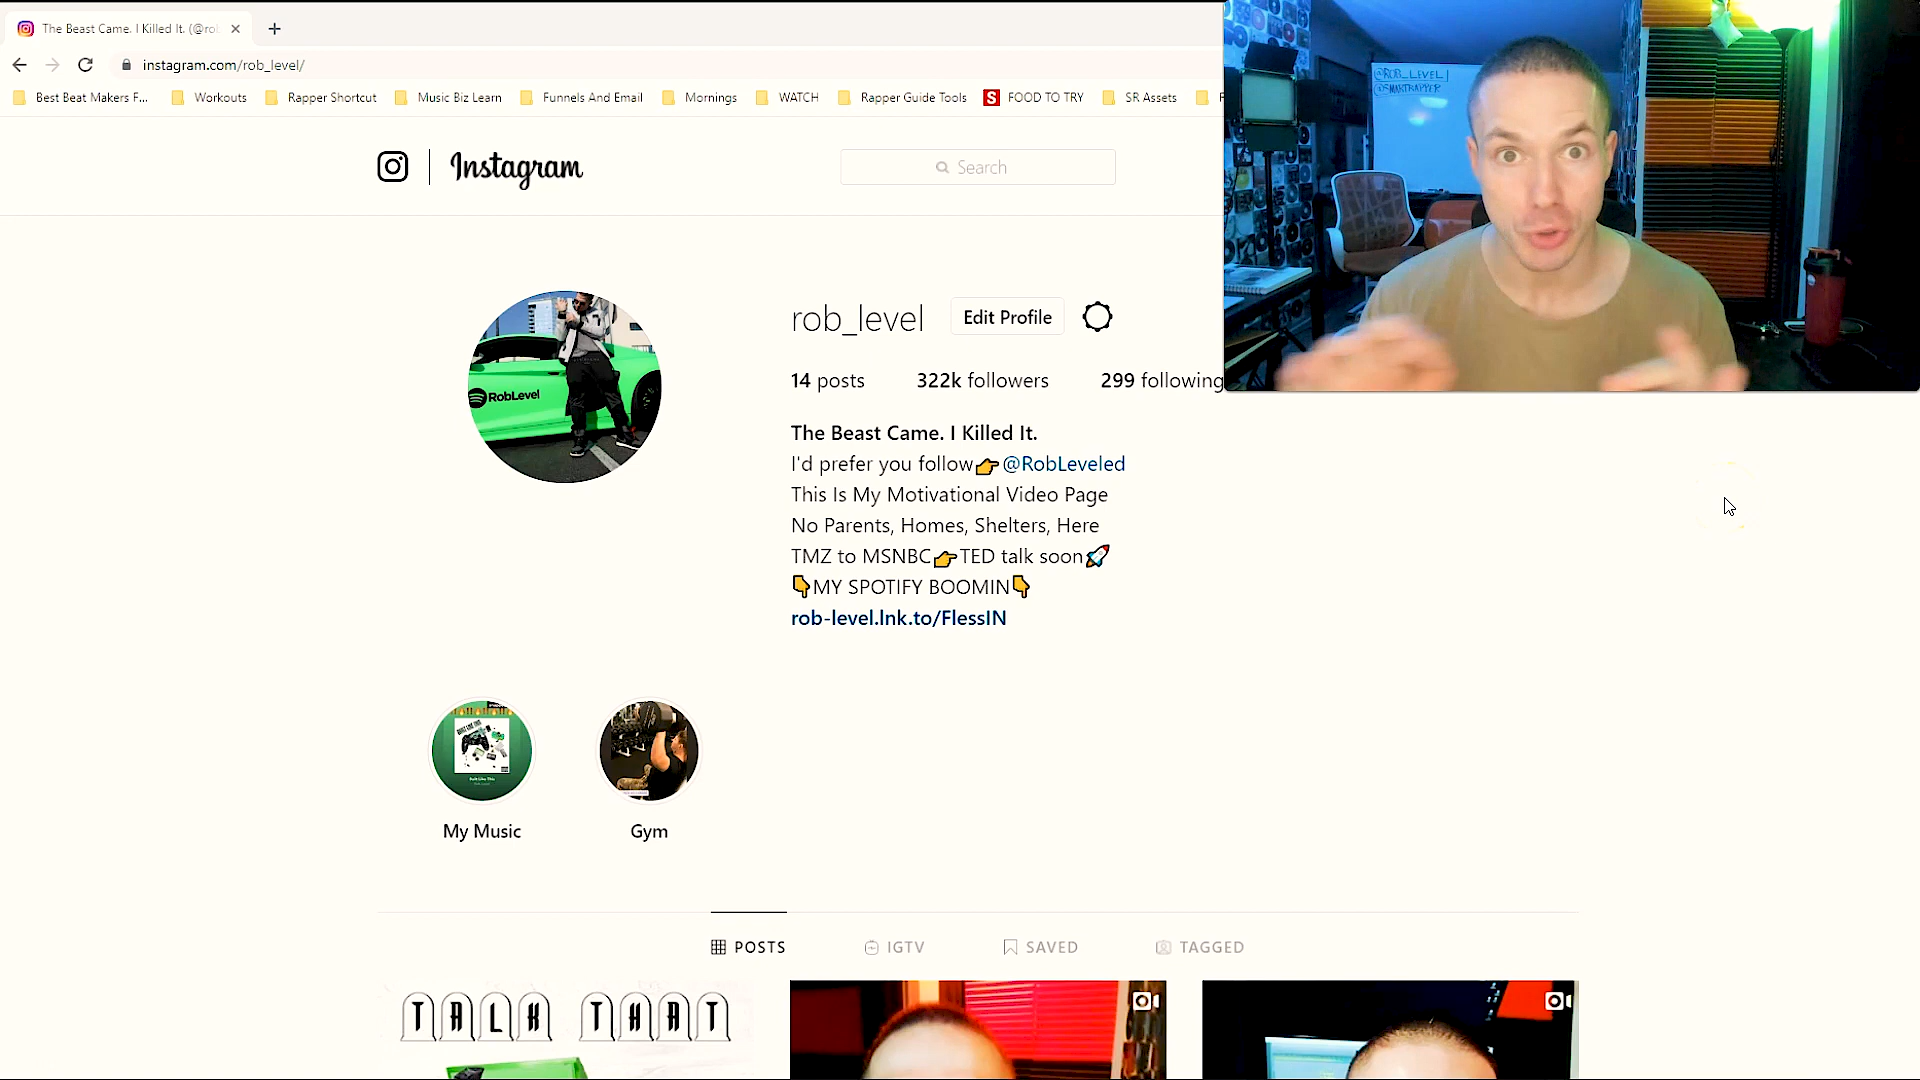 The Beast Came. I Killed It. (@ro
instagram.com/rob_level/
Best Beat Makers F...
Workouts
Rapper Shortcut
Music Biz Learn
Funnels And Email
Mornings
WATCH
Rapper Guide Tools
S FOOD TO TRY
SR Assets
F
@ROB_LEVEL
@SMARTRAPPER
Instagram
Search
rob_level
Edit Profile
14 posts
322k followers
299 following
RobLevel
The Beast Came. I Killed It.
I'd prefer you follow👉@RobLeveled
This Is My Motivational Video Page
No Parents, Homes, Shelters, Here
TMZ to MSNBC👉TED talk soon🚀
👇MY SPOTIFY BOOMIN👇
rob-level.lnk.to/FlessIN
Built Like This
My Music
Gym
POSTS
IGTV
SAVED
TAGGED
TALK THAT